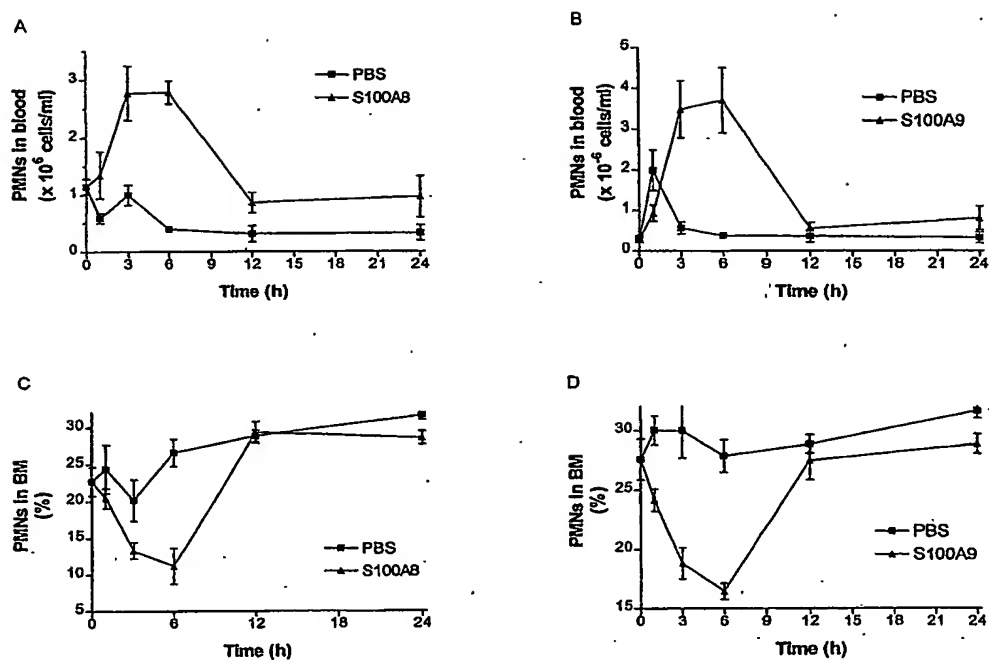 A
PMNs in blood
(x 10⁶ cells/ml)
3
2
1
0
PBS
S100A8
0 3 6 9 12 15 18 21 24
Time (h)
B
PMNs in blood
(x 10⁻⁶ cells/ml)
5
4
3
2
1
0
PBS
S100A9
0 3 6 9 12 15 18 21 24
Time (h)
C
PMNs in BM
(%)
30
25
20
15
10
5
PBS
S100A8
0 6 12 18 24
Time (h)
D
PMNs in BM
(%)
30
25
20
15
PBS
S100A9
0 3 6 9 12 15 18 21 24
Time (h)